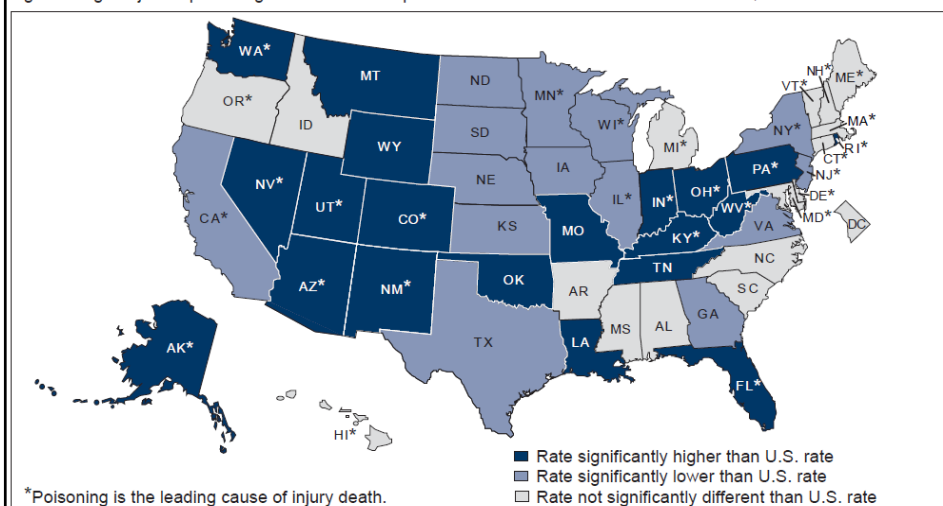 WA*
MT
ND
MN*
VT*
NH*
ME*
OR*
ID
SD
WI*
MI*
NY*
MA*
RI*
CT*
WY
NE
IA
PA*
NJ*
NV*
UT*
CO*
IL*
IN*
OH*
WV*
DE*
MD*
DC
CA*
KS
MO
KY*
VA
AZ*
NM*
OK
AR
TN
NC
SC
TX
LA
MS
AL
GA
AK*
FL*
HI*
Rate significantly higher than U.S. rate
Rate significantly lower than U.S. rate
*Poisoning is the leading cause of injury death.
Rate not significantly different than U.S. rate